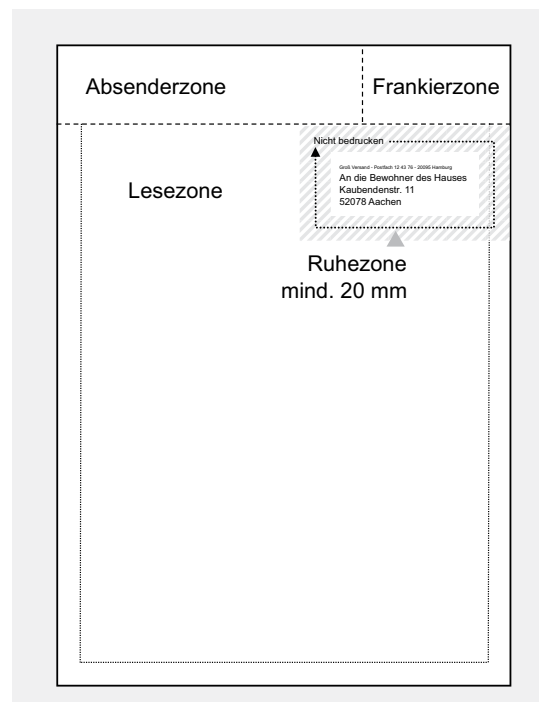 Absenderzone
Frankierzone
Nicht bedrucken
Groß Versand - Postfach 12 43 76 - 20095 Hamburg
An die Bewohner des Hauses
Kaubendenstr. 11
52078 Aachen
Lesezone
Ruhezone
mind. 20 mm